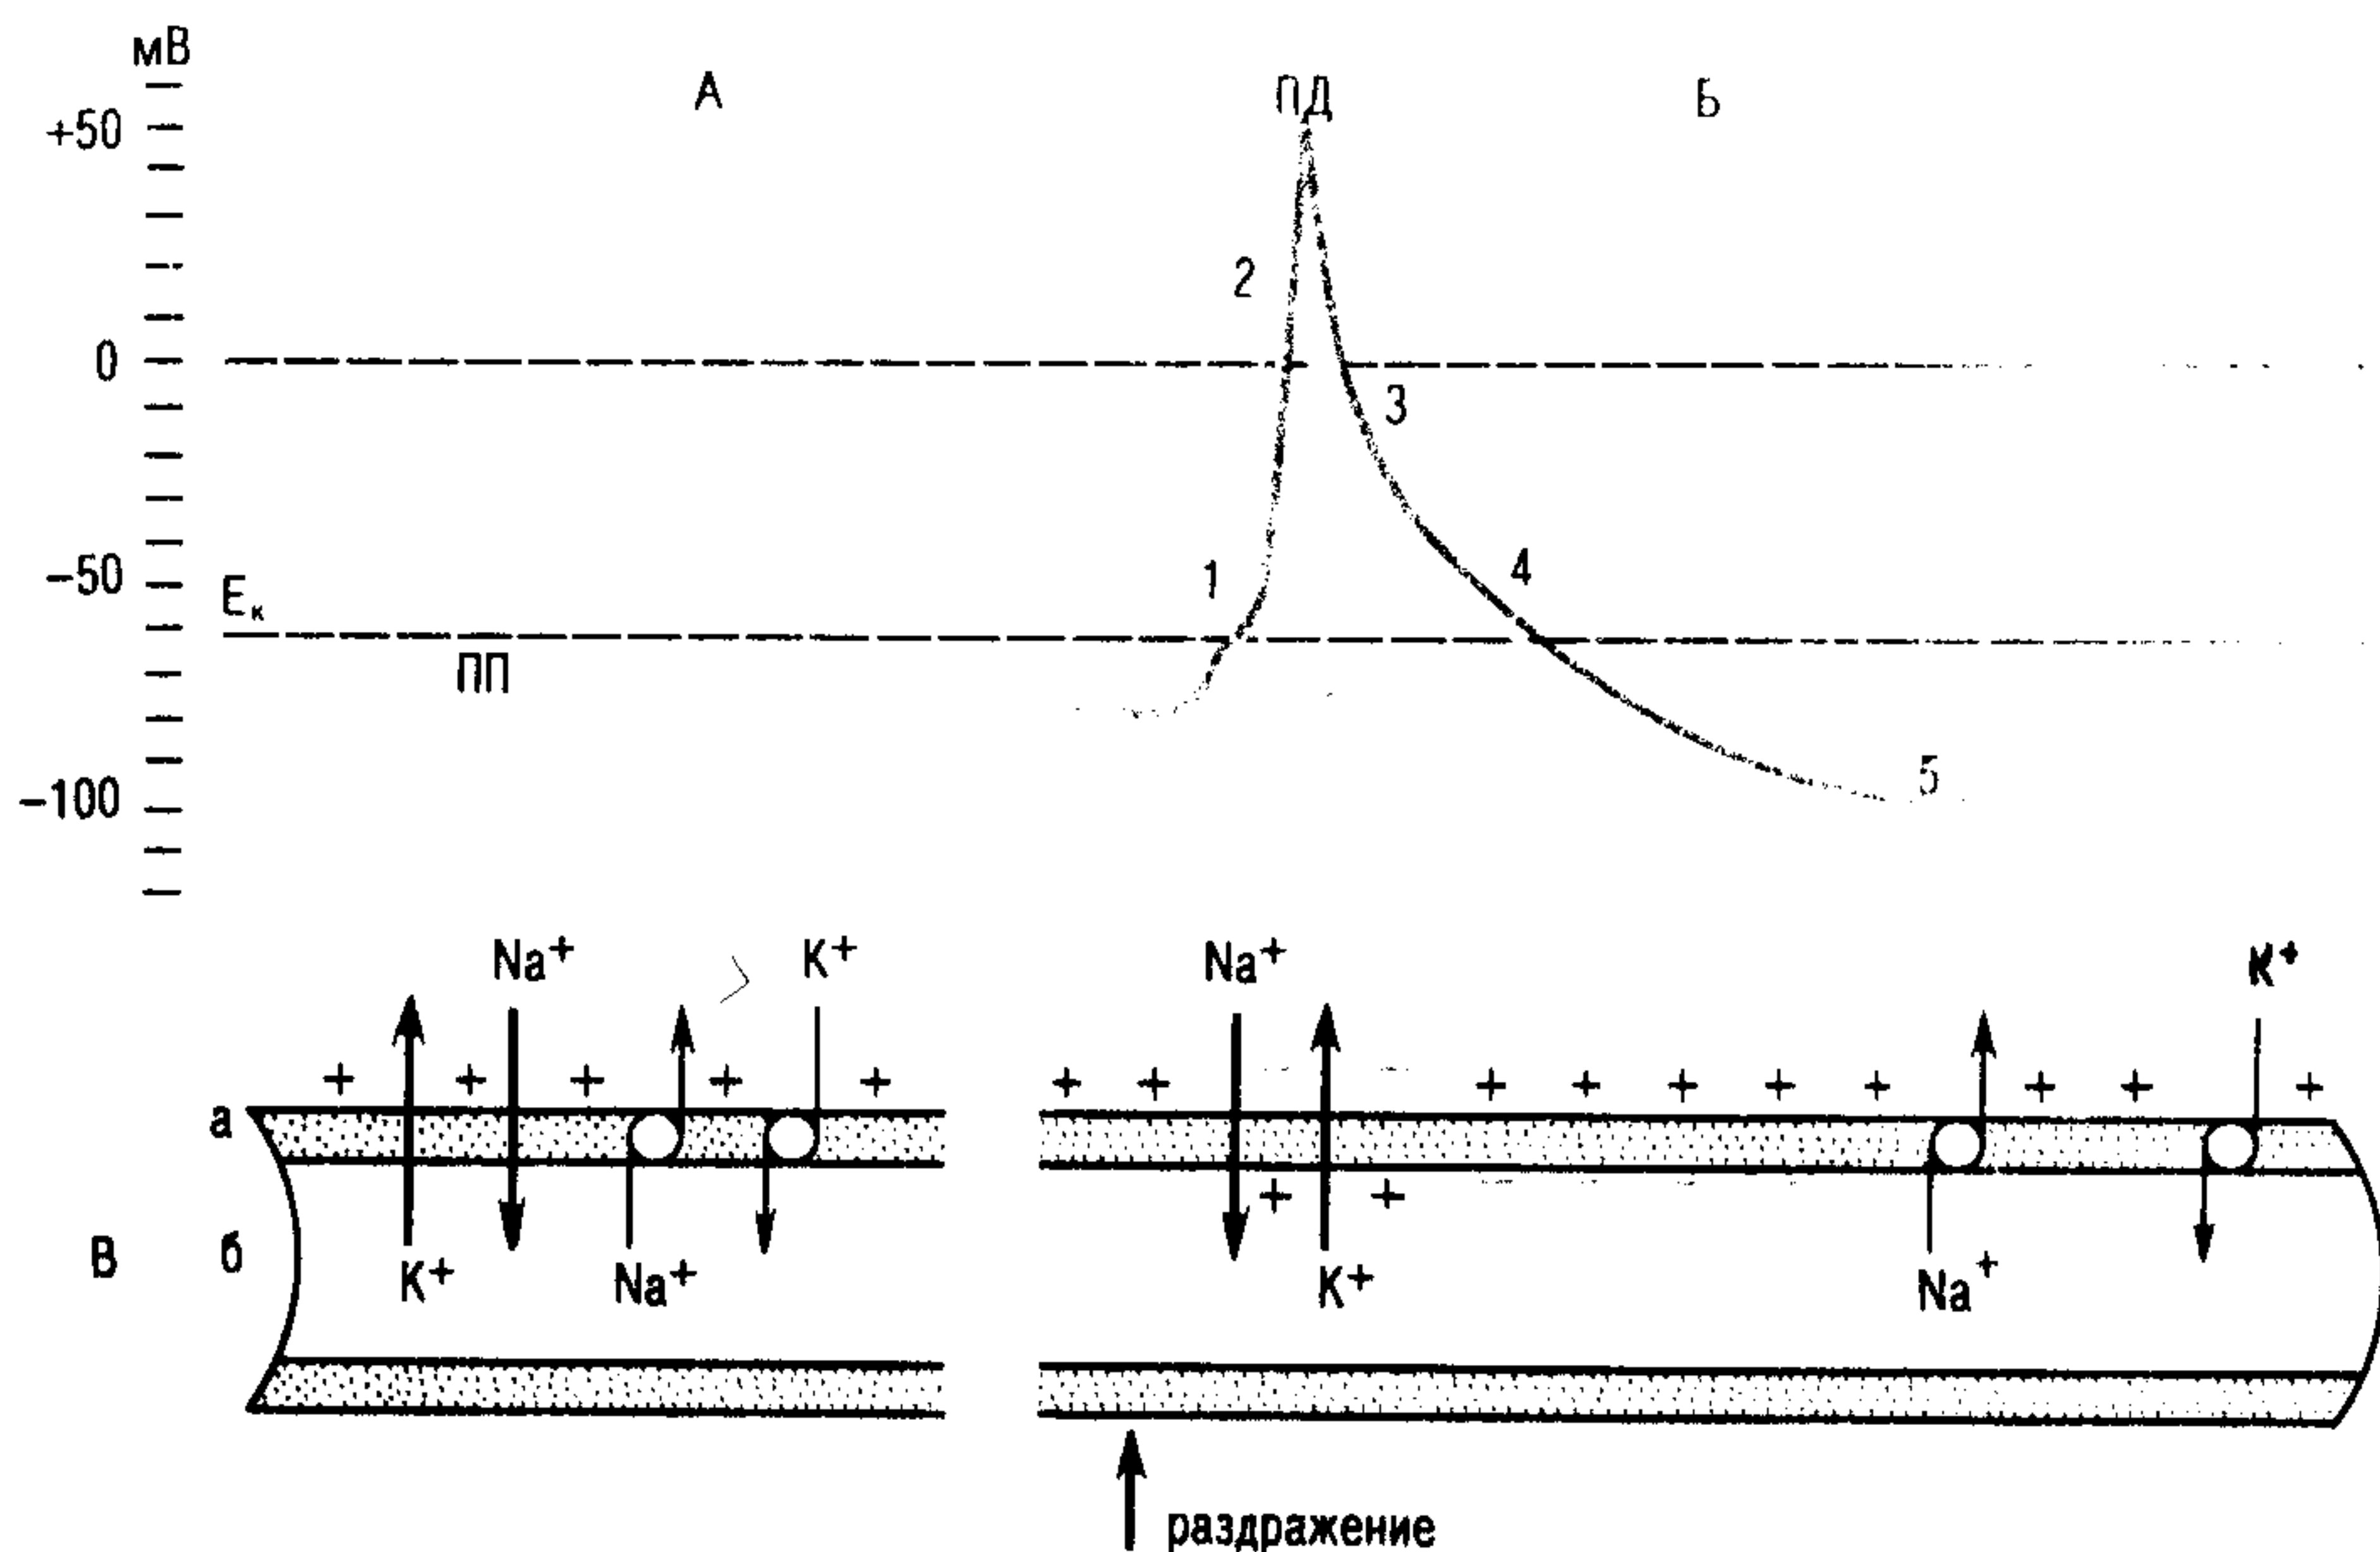 мВ
А ПД Б
+50
2
0
3
-50
1 4
Eк
ПП
-100
5
Na+ K+ Na+ K+
+ + + + + + + + + + + + + + +
а
+ +
В б
K+ Na+ K+ Na+
раздражение